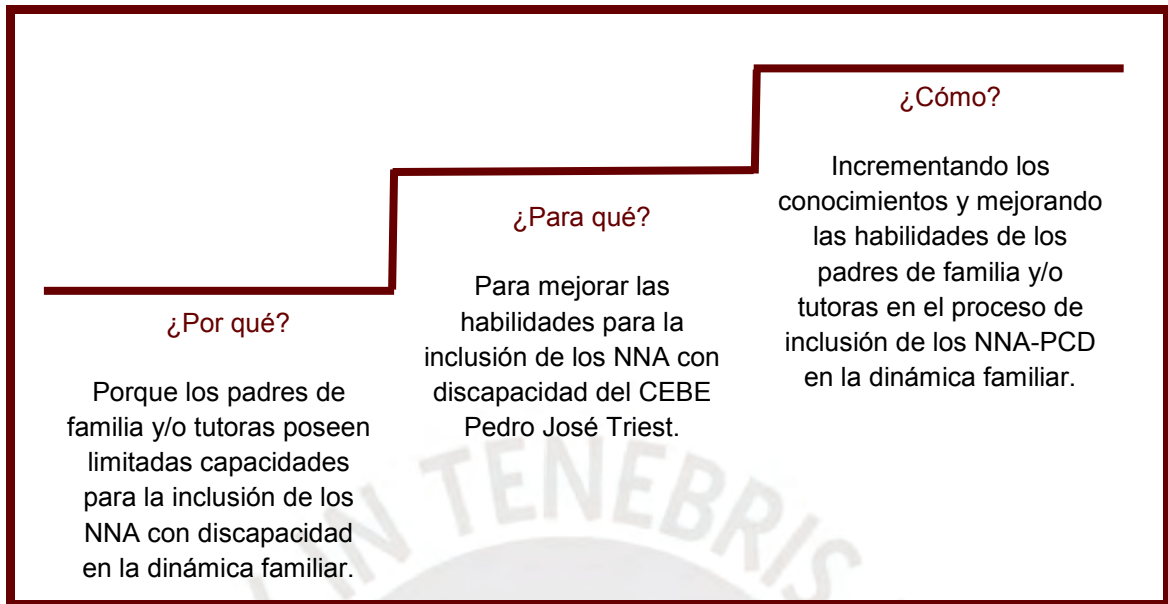 ¿Por qué?
Porque los padres de
familia y/o tutoras poseen
limitadas capacidades
para la inclusión de los
NNA con discapacidad
en la dinámica familiar.
¿Para qué?
Para mejorar las
habilidades para la
inclusión de los NNA con
discapacidad del CEBE
Pedro José Triest.
¿Cómo?
Incrementando los
conocimientos y mejorando
las habilidades de los
padres de familia y/o
tutoras en el proceso de
inclusión de los NNA-PCD
en la dinámica familiar.
IN TENEBRIS